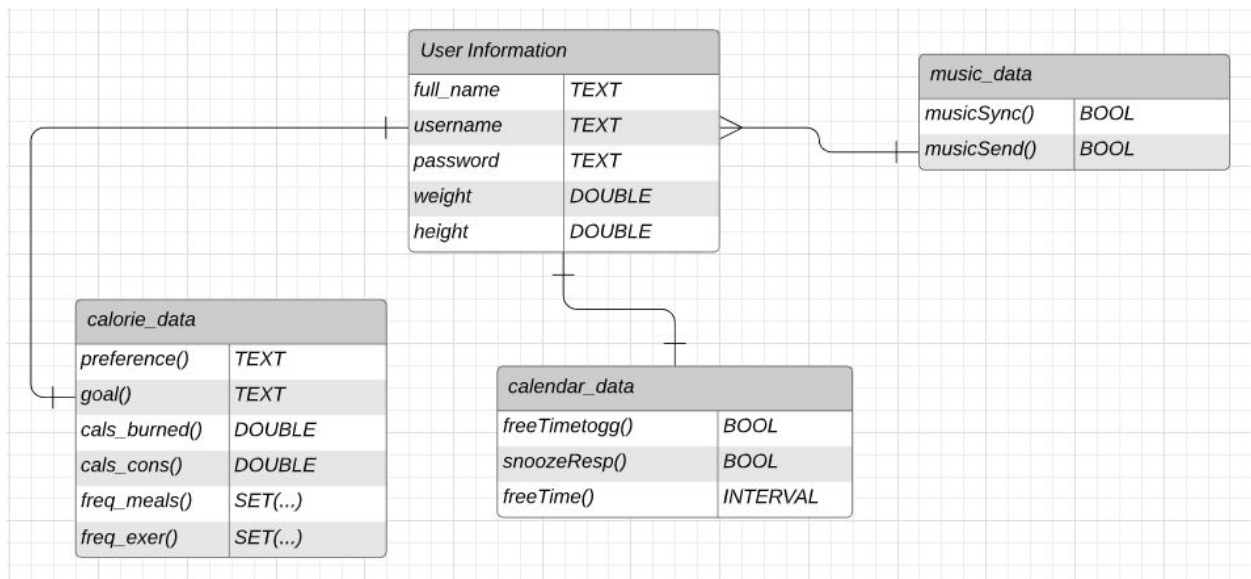 User Information
full_name TEXT
username TEXT
password TEXT
weight DOUBLE
height DOUBLE
music_data
musicSync() BOOL
musicSend() BOOL
calorie_data
preference() TEXT
goal() TEXT
cals_burned() DOUBLE
cals_cons() DOUBLE
freq_meals() SET(...)
freq_exer() SET(...)
calendar_data
freeTimetogg() BOOL
snoozeResp() BOOL
freeTime() INTERVAL